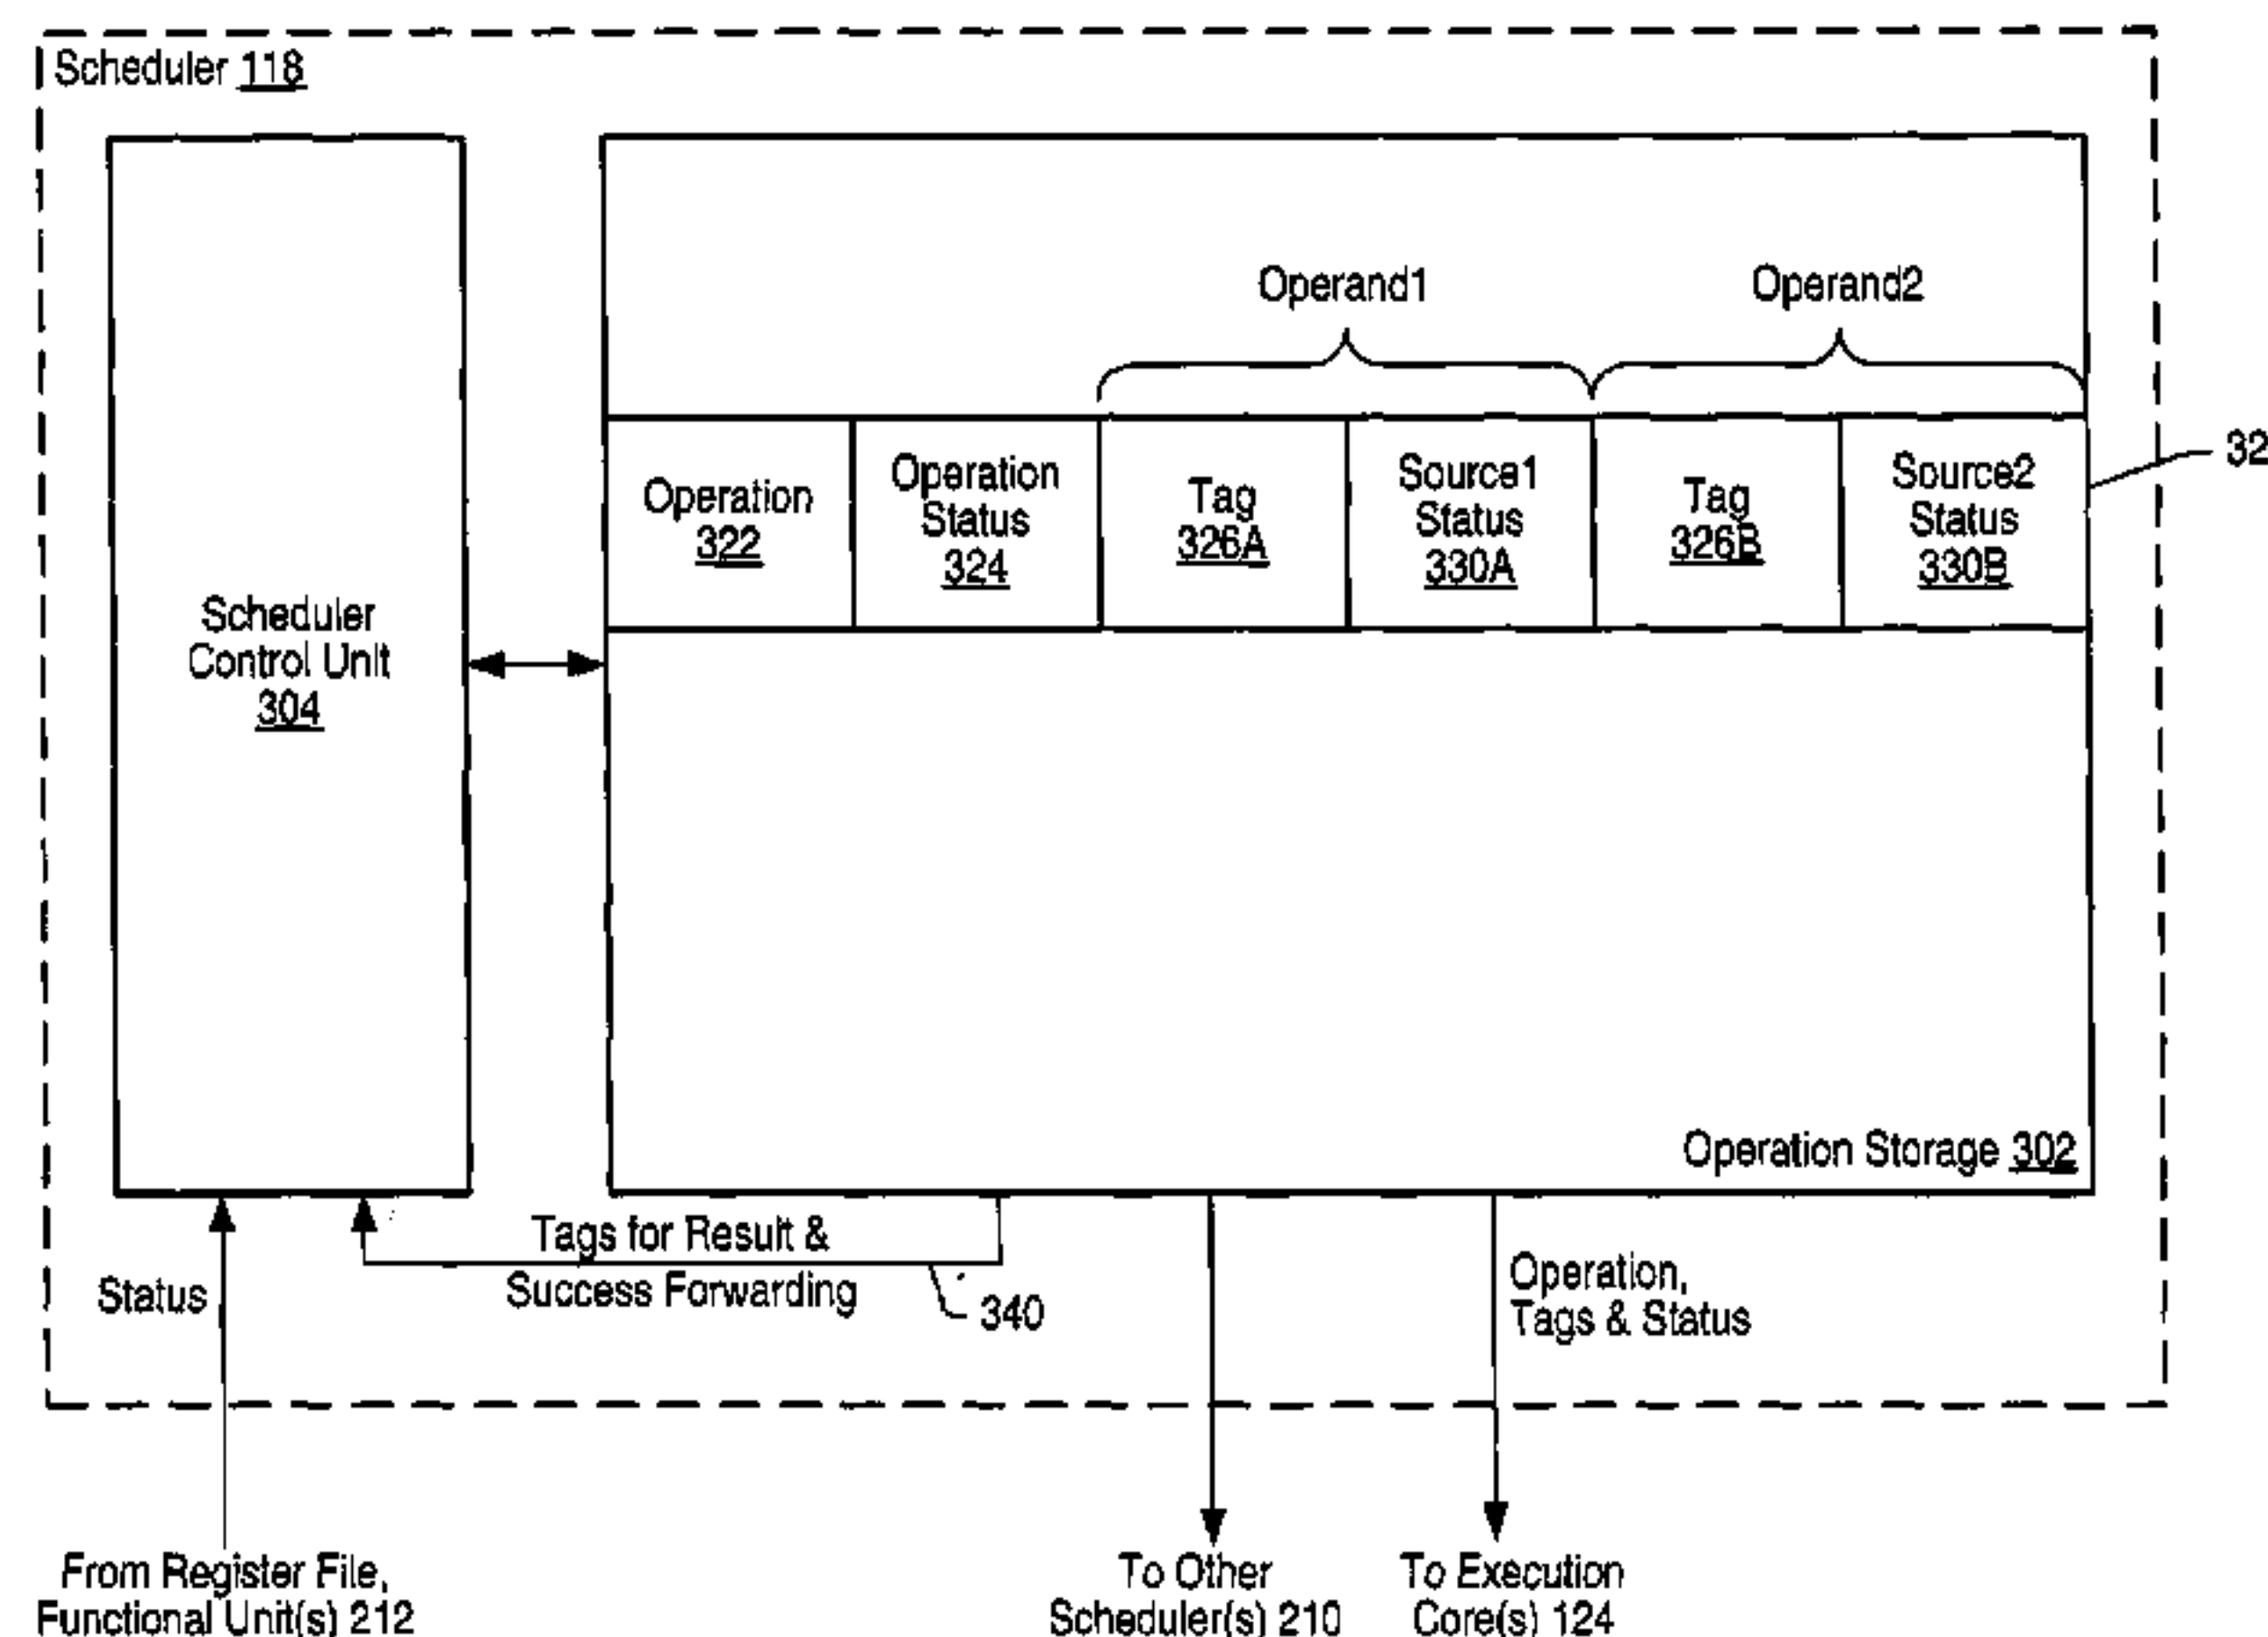 Scheduler 118
Operand1
Operand2
Operation
322
Operation
Status
324
Tag
326A
Source1
Status
330A
Tag
326B
Source2
Status
330B
32
Scheduler
Control Unit
304
Operation Storage 302
Tags for Result &
Success Forwarding
340
Status
Operation,
Tags & Status
From Register File,
Functional Unit(s) 212
To Other
Scheduler(s) 210
To Execution
Core(s) 124